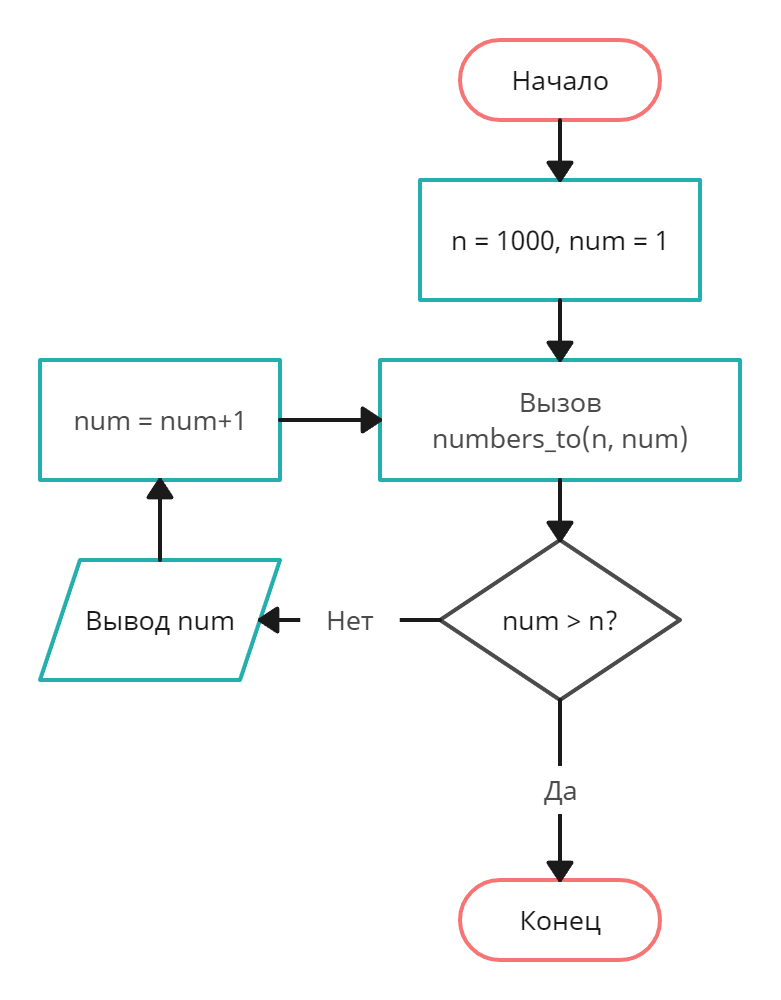 Начало
n = 1000, num = 1
num = num+1
Вызов
numbers_to(n, num)
Вывод num
Нет
num > n?
Да
Конец